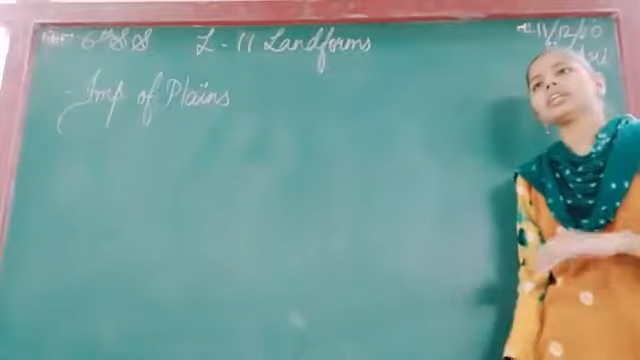 6th SS L - 11 Landforms 11/12/20
- Imp of Plains